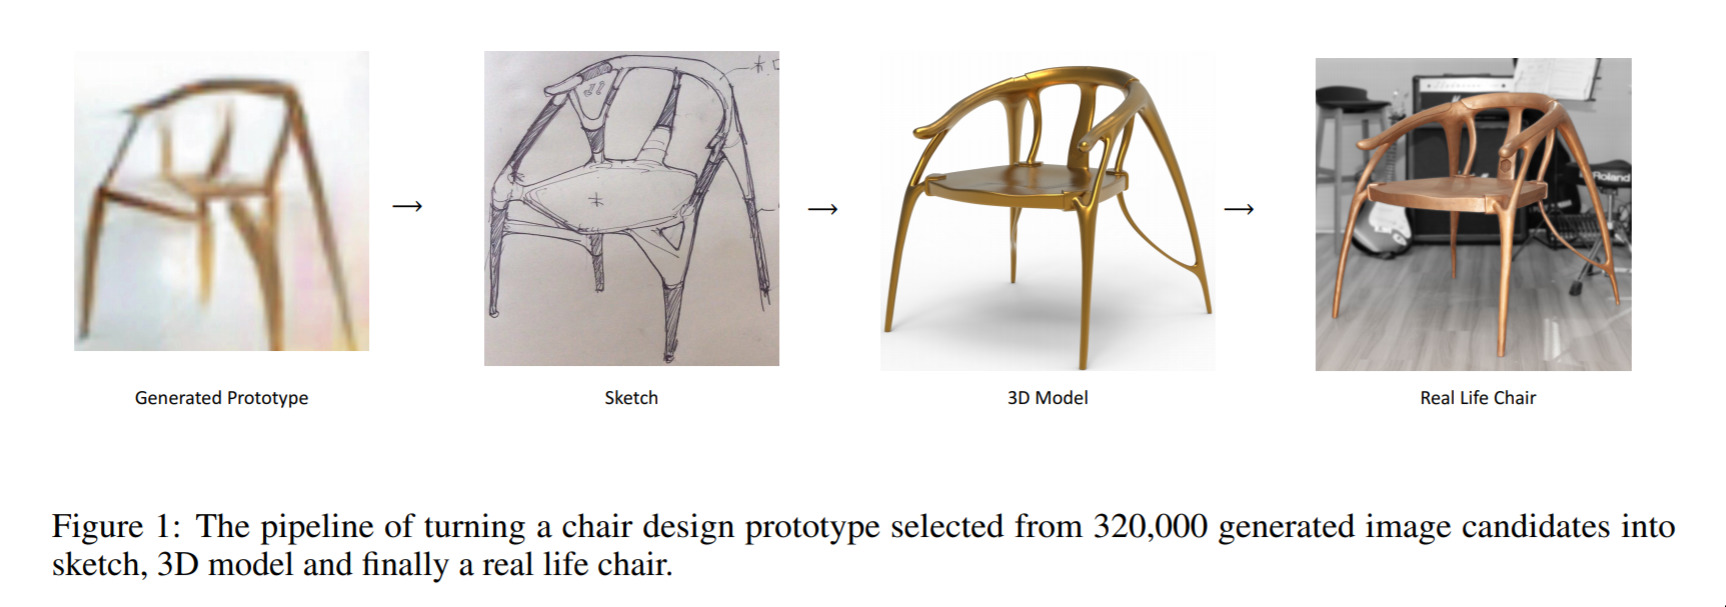 Generated Prototype
Sketch
3D Model
Real Life Chair
Roland
Figure 1: The pipeline of turning a chair design prototype selected from 320,000 generated image candidates into
sketch, 3D model and finally a real life chair.